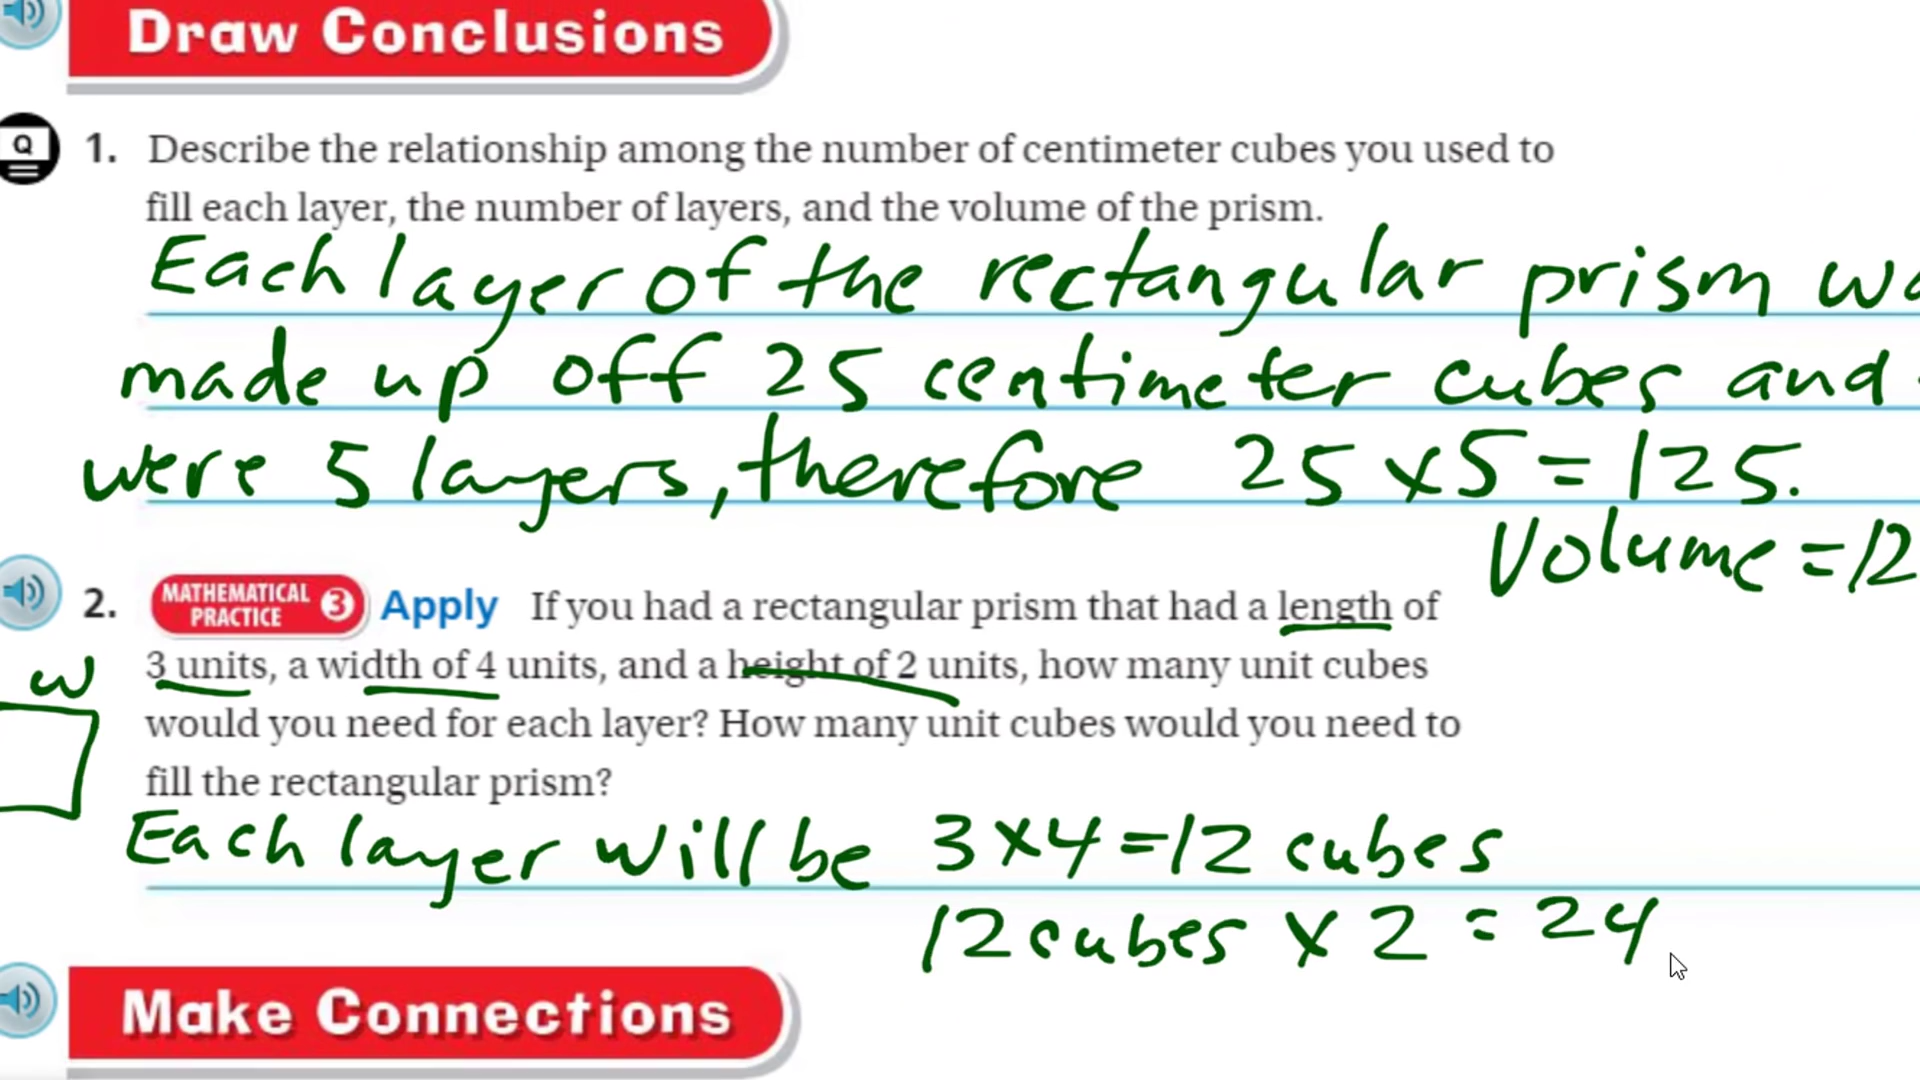 Draw Conclusions
Q
1. Describe the relationship among the number of centimeter cubes you used to
fill each layer, the number of layers, and the volume of the prism.
Each layer of the rectangular prism
made up off 25 centimeter cubes and
were 5 layers, therefore 25 x 5 = 125.
Volume = 12
2. MATHEMATICAL PRACTICE 3 Apply If you had a rectangular prism that had a length of
3 units, a width of 4 units, and a height of 2 units, how many unit cubes
w
would you need for each layer? How many unit cubes would you need to
fill the rectangular prism?
Each layer will be 3 x 4 = 12 cubes
12 cubes x 2 = 24
Make Connections